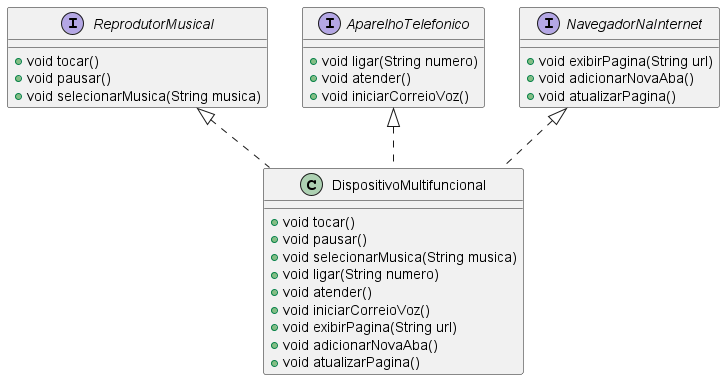 I ReprodutorMusical
void tocar()
void pausar()
void selecionarMusica(String musica)
I AparelhoTelefonico
void ligar(String numero)
void atender()
void iniciarCorreioVoz()
I NavegadorNaInternet
void exibirPagina(String url)
void adicionarNovaAba()
void atualizarPagina()
C DispositivoMultifuncional
void tocar()
void pausar()
void selecionarMusica(String musica)
void ligar(String numero)
void atender()
void iniciarCorreioVoz()
void exibirPagina(String url)
void adicionarNovaAba()
void atualizarPagina()